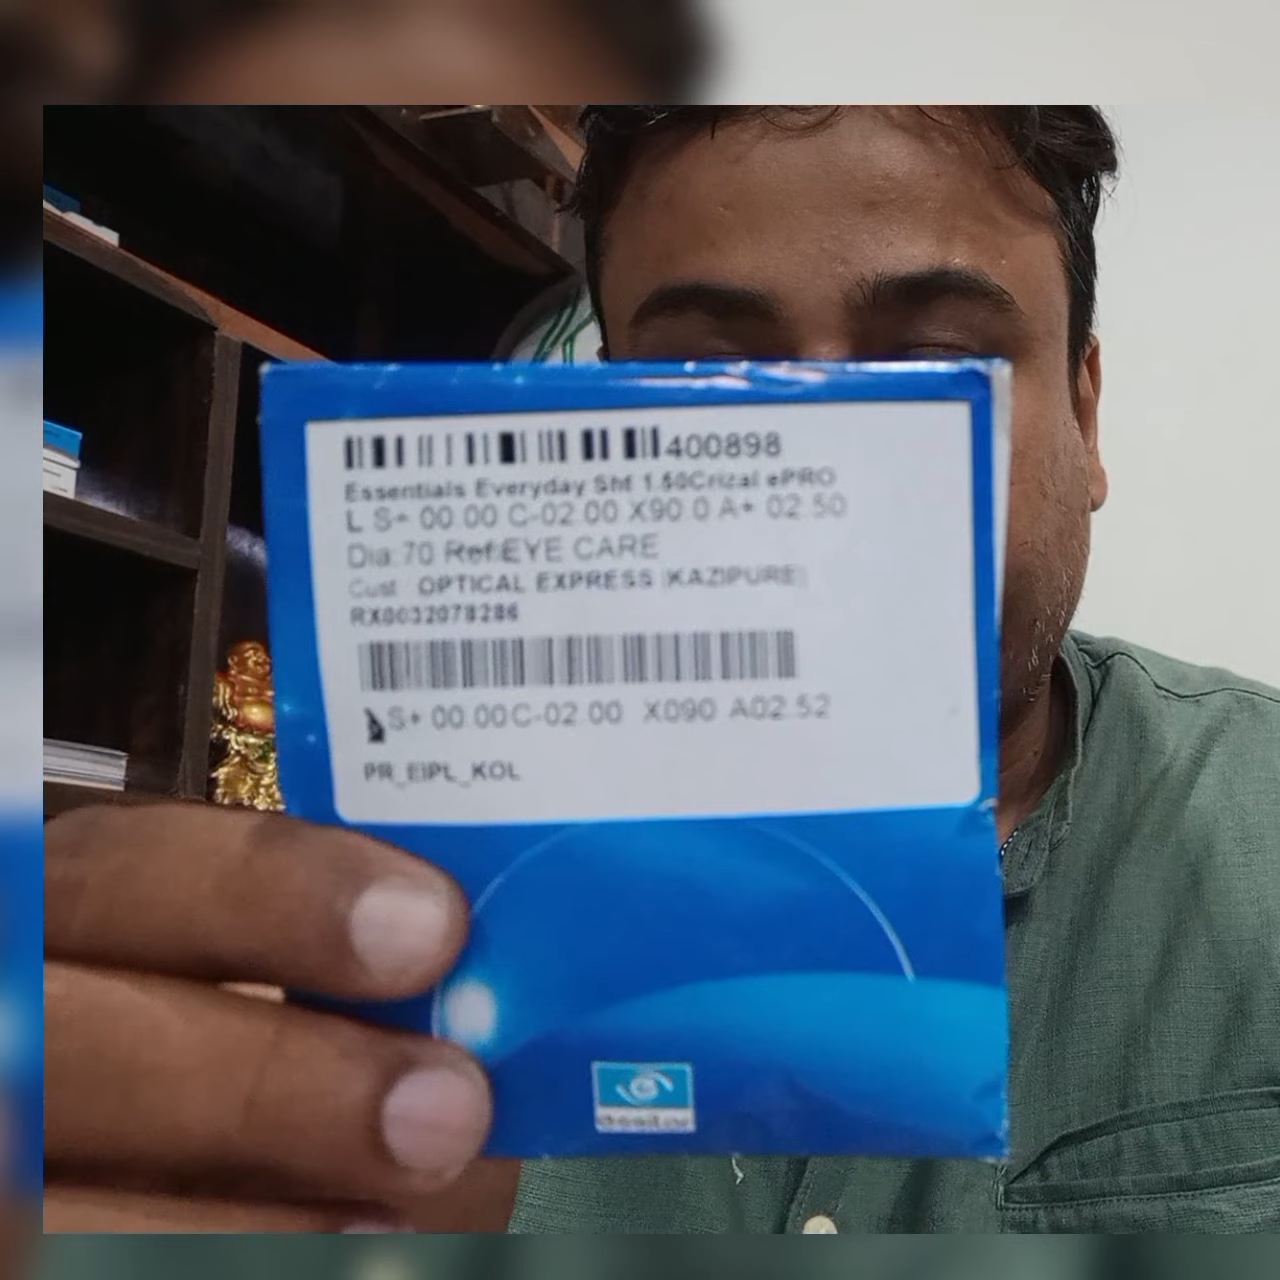 400898
Essentials Everyday Sht 1.50Crizal ePRO
L S+ 00.00 C-02.00 X90.0 A+ 02.50
Dia:70 Ref:EYE CARE
Cust : OPTICAL EXPRESS (KAZIPURE)
RX0032078286
S+ 00.00C-02.00 X090 A02.52
PR_EIPL_KOL
essilor